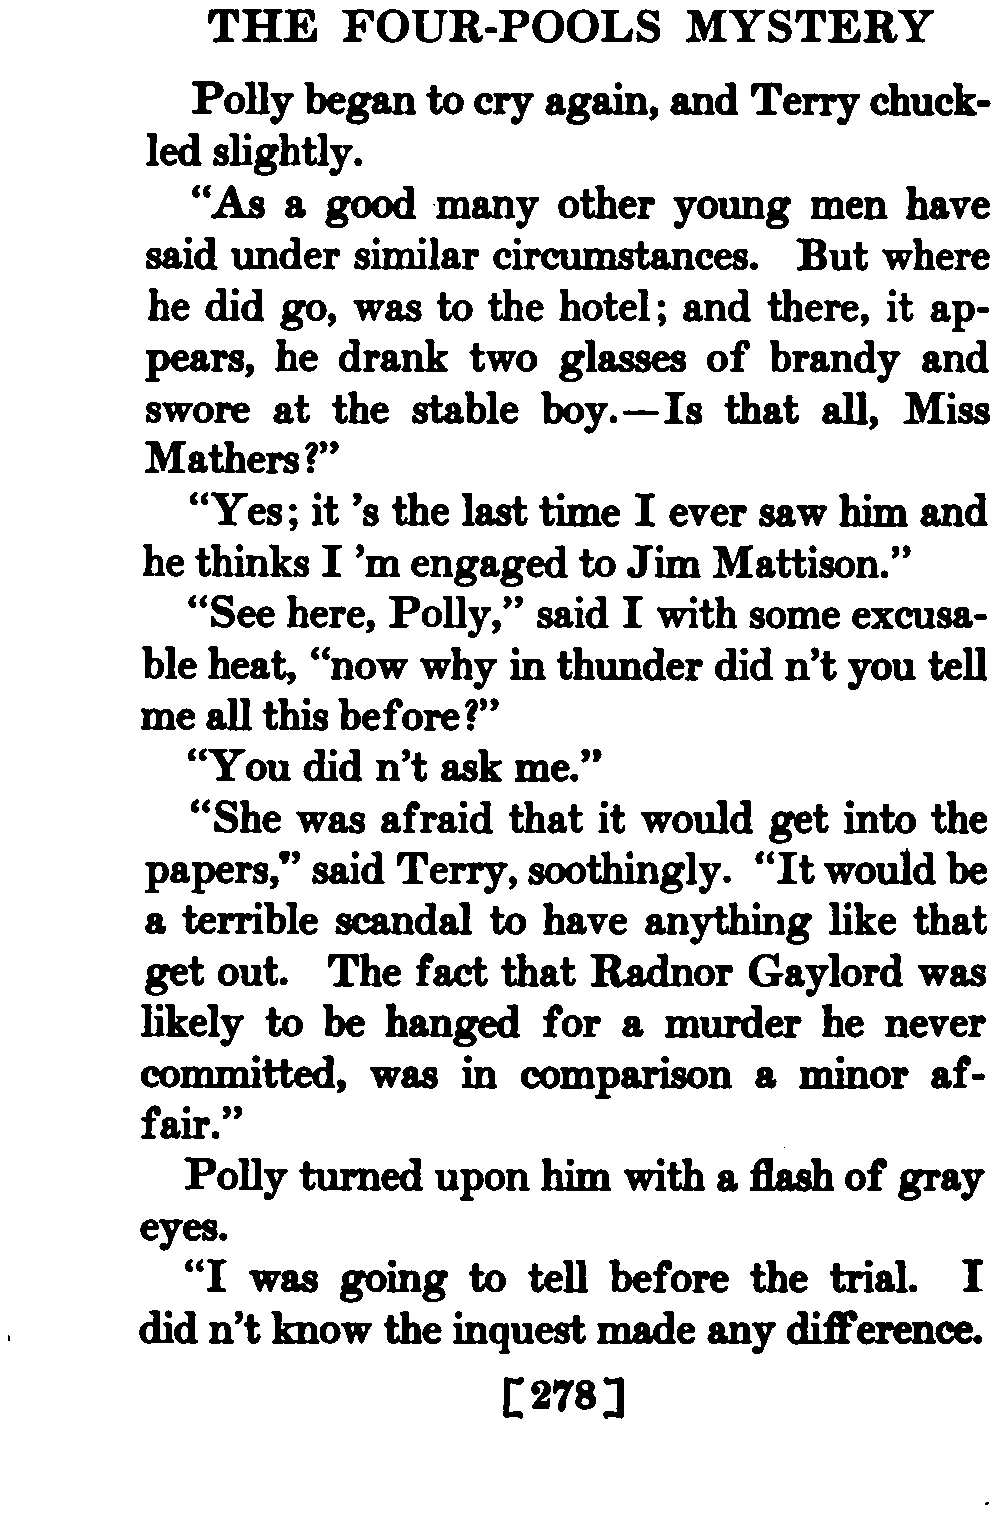 THE FOUR-POOLS MYSTERY
Polly began to cry again, and Terry chuck-
led slightly.
“As a good many other young men have
said under similar circumstances. But where
he did go, was to the hotel; and there, it ap-
pears, he drank two glasses of brandy and
swore at the stable boy.—Is that all, Miss
Mathers?”
“Yes; it 's the last time I ever saw him and
he thinks I 'm engaged to Jim Mattison.”
“See here, Polly,” said I with some excusa-
ble heat, “now why in thunder did n't you tell
me all this before?”
“You did n't ask me.”
“She was afraid that it would get into the
papers,” said Terry, soothingly. “It would be
a terrible scandal to have anything like that
get out. The fact that Radnor Gaylord was
likely to be hanged for a murder he never
committed, was in comparison a minor af-
fair.”
Polly turned upon him with a flash of gray
eyes.
“I was going to tell before the trial. I
did n't know the inquest made any difference.
[278]